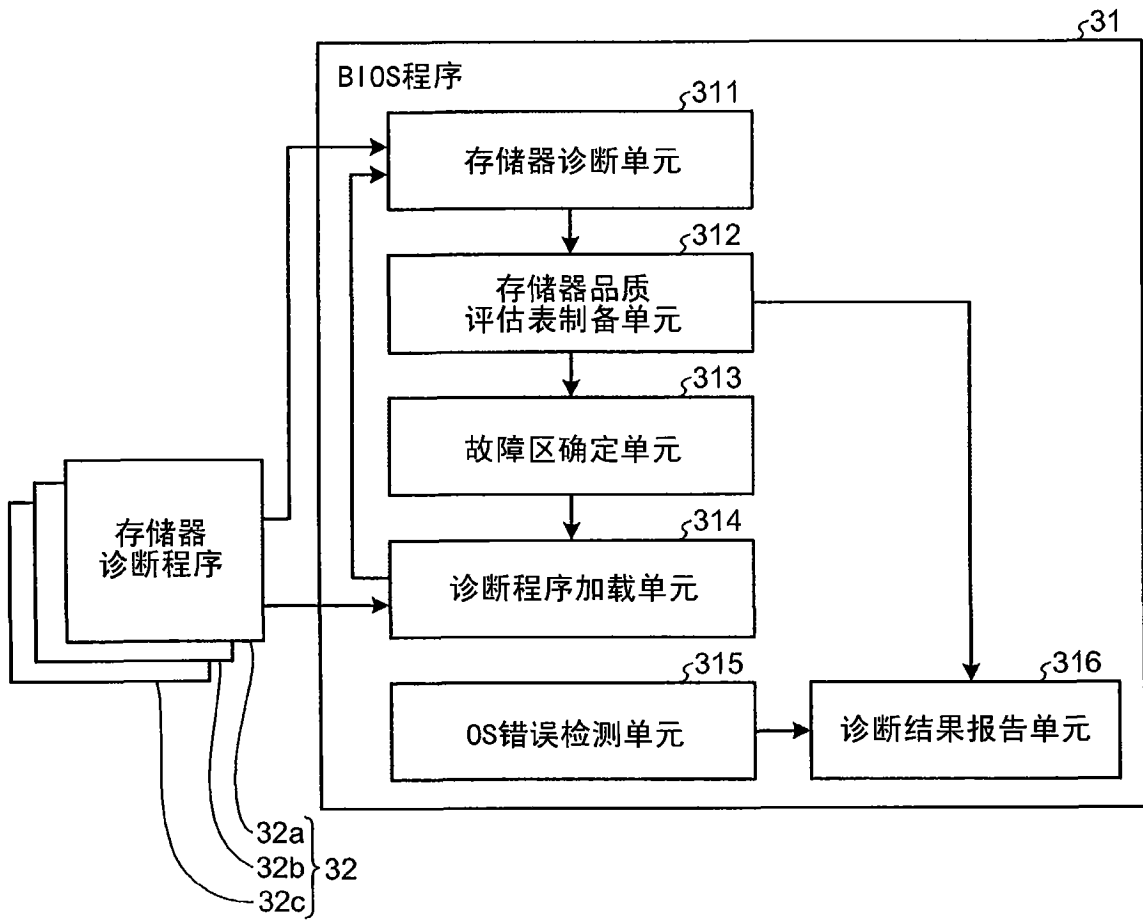 31
BIOS程序
311
存储器诊断单元
312
存储器品质
评估表制备单元
313
故障区确定单元
314
诊断程序加载单元
存储器
诊断程序
315
OS错误检测单元
316
诊断结果报告单元
32a
32b
32c
32